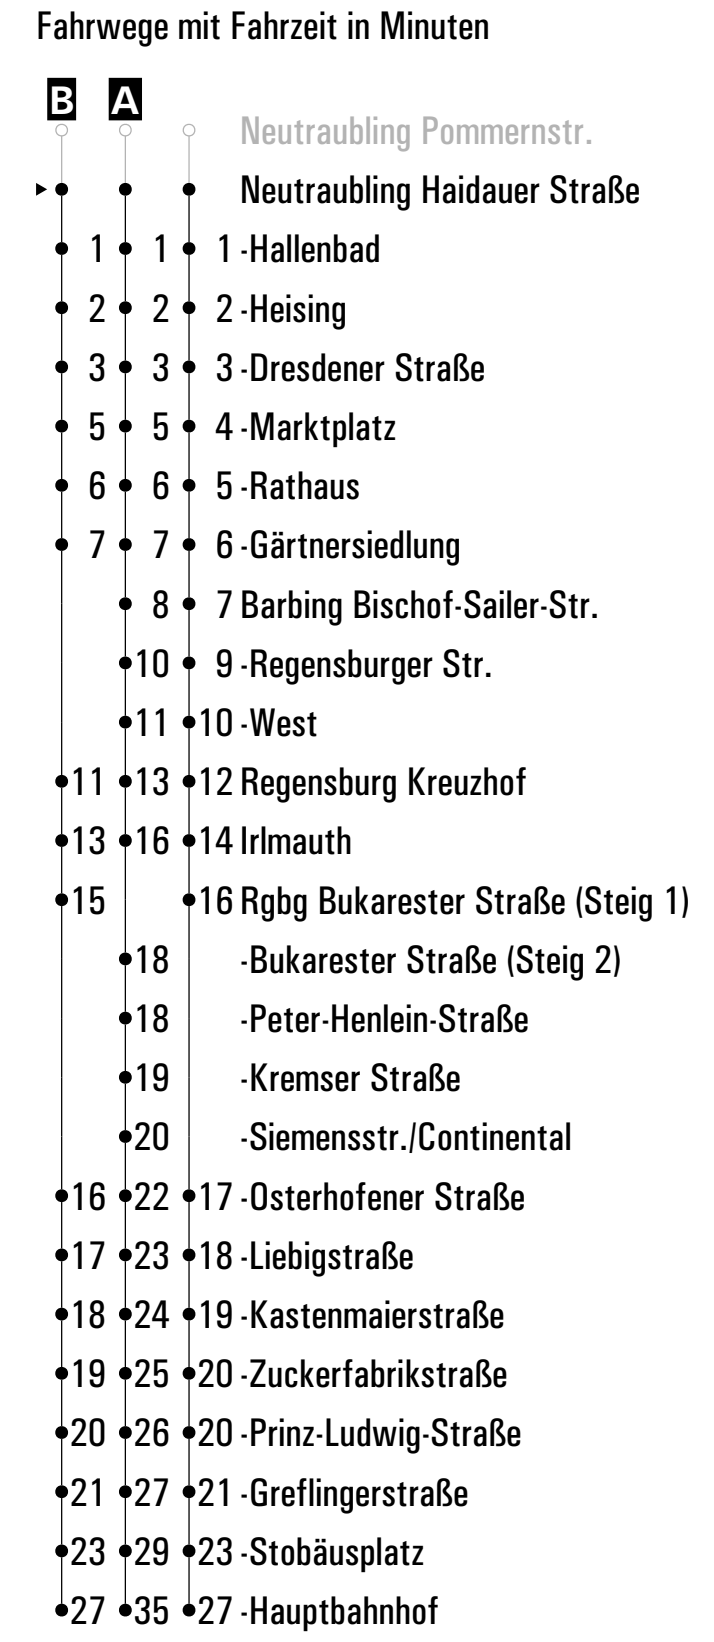 Fahrwege mit Fahrzeit in Minuten
B A
Neutraubling Pommernstr.
Neutraubling Haidauer Straße
1 1 1 -Hallenbad
2 2 2 -Heising
3 3 3 -Dresdener Straße
5 5 4 -Marktplatz
6 6 5 -Rathaus
7 7 6 -Gärtnersiedlung
8 7 Barbing Bischof-Sailer-Str.
10 9 -Regensburger Str.
11 10 -West
11 13 12 Regensburg Kreuzhof
13 16 14 Irlmauth
15 16 Rgbg Bukarester Straße (Steig 1)
18 -Bukarester Straße (Steig 2)
18 -Peter-Henlein-Straße
19 -Kremser Straße
20 -Siemensstr./Continental
16 22 17 -Osterhofener Straße
17 23 18 -Liebigstraße
18 24 19 -Kastenmaierstraße
19 25 20 -Zuckerfabrikstraße
20 26 20 -Prinz-Ludwig-Straße
21 27 21 -Greflingerstraße
23 29 23 -Stobäusplatz
27 35 27 -Hauptbahnhof